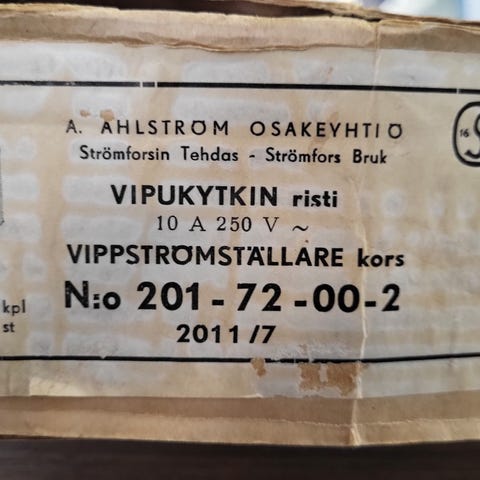 A. AHLSTRÖM OSAKEYHTIÖ
Strömforsin Tehdas - Strömfors Bruk
VIPUKYTKIN risti
10 A 250 V ~
VIPPSTRÖMSTÄLLARE kors
kpl
st
N:o 201-72-00-2
2011/7
16
S